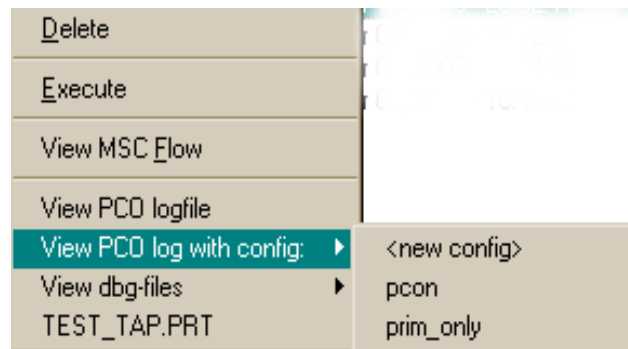 Delete
Execute
View MSC Flow
View PCO logfile
View PCO log with config:
<new config>
View dbg-files
pcon
TEST_TAP.PRT
prim_only